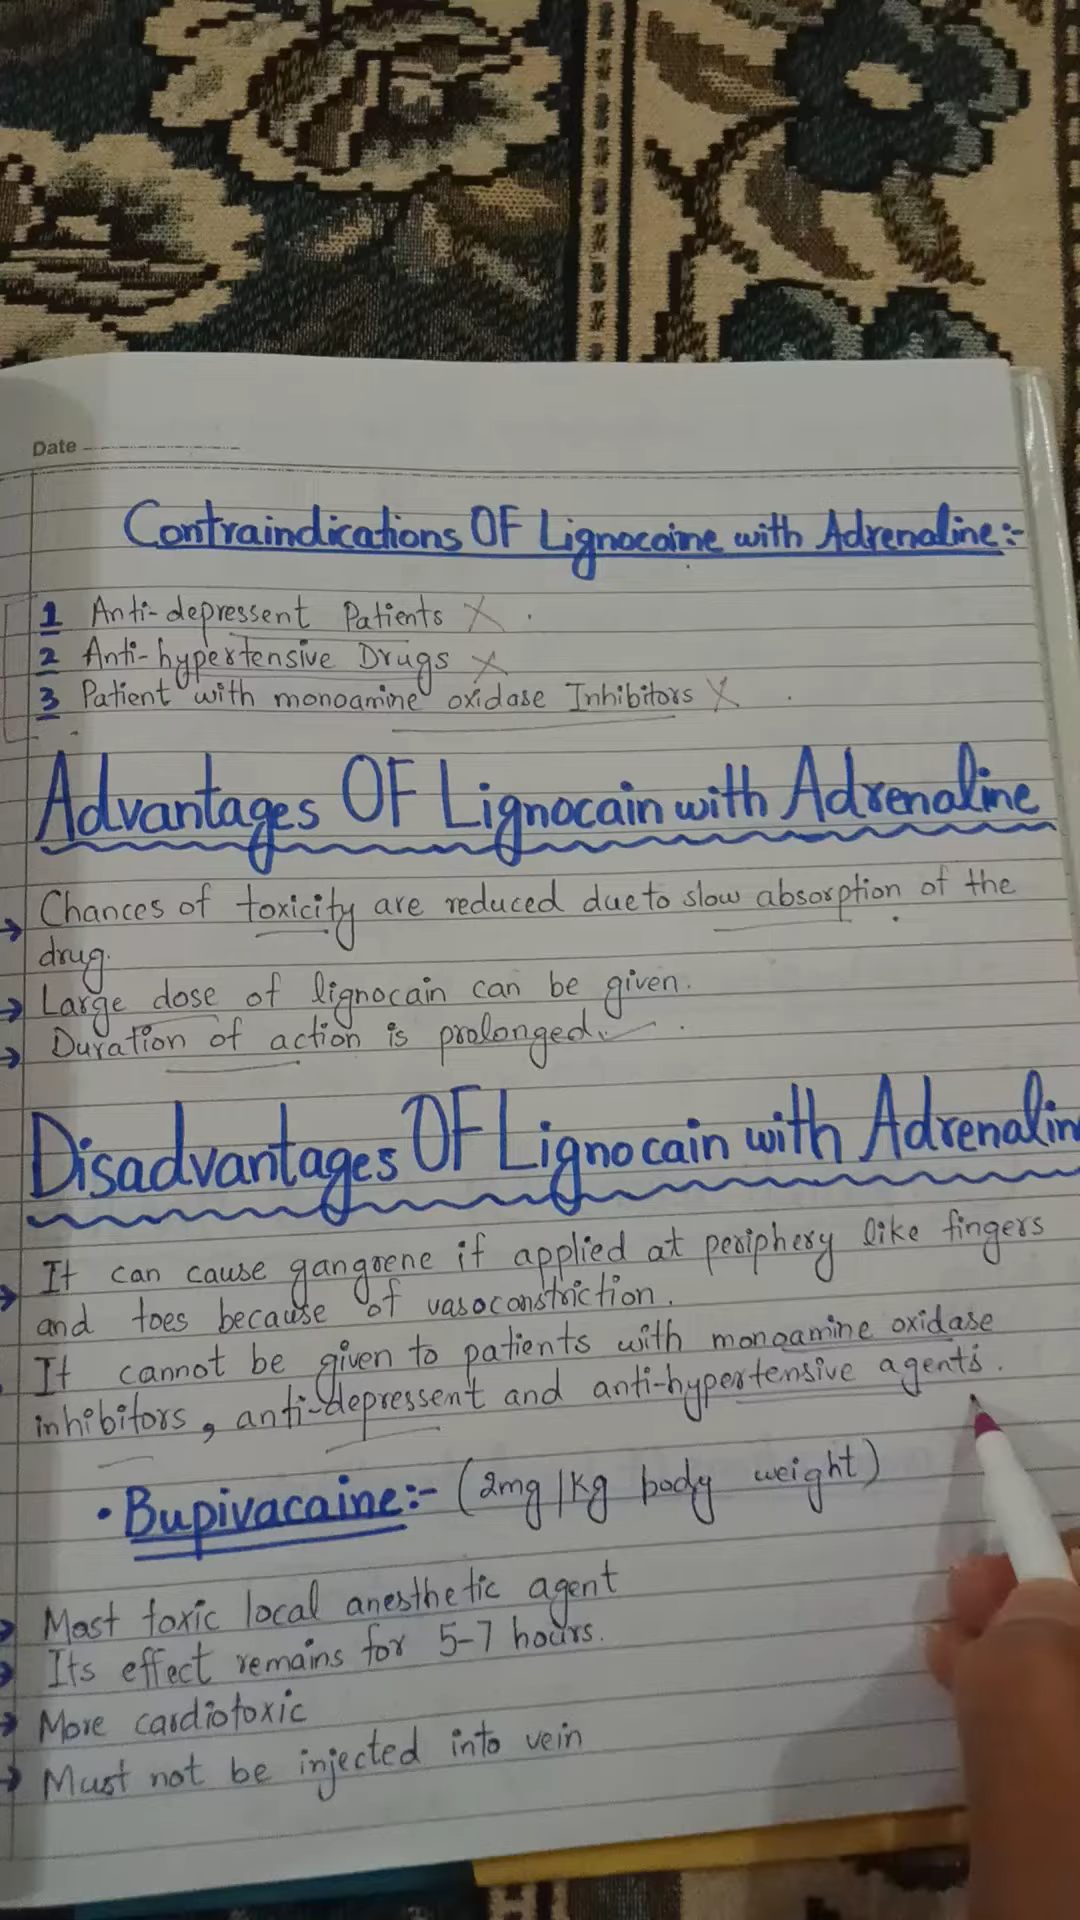 Date
Contraindications OF Lignocaine with Adrenaline:-
1 Anti-depressent Patients X
2 Anti-hypertensive Drugs X
3 Patient with monoamine oxidase Inhibitors X
Advantages OF Lignocain with Adrenaline
→ Chances of toxicity are reduced due to slow absorption of the
drug.
→ Large dose of lignocain can be given.
→ Duration of action is prolonged.
Disadvantages OF Lignocain with Adrenalin
→ It can cause gangrene if applied at periphery like fingers
and toes because of vasoconstriction.
It cannot be given to patients with monoamine oxidase
inhibitors, anti-depressent and anti-hypertensive agents.
• Bupivacaine:- (2mg/kg body weight)
→ Most toxic local anesthetic agent
→ Its effect remains for 5-7 hours.
→ More cardiotoxic
→ Must not be injected into vein